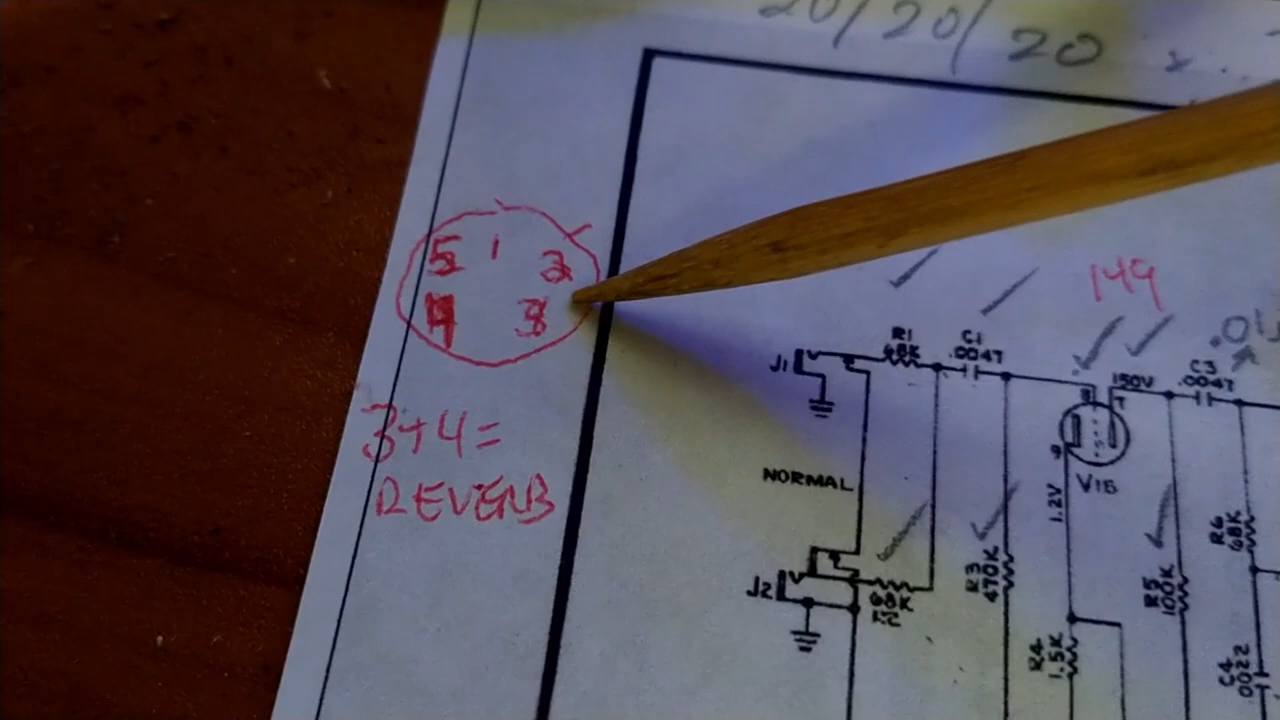 20/20/20
5 1 2
4 3
3+4=
REVERB
149
R1
68K
C1
.0047
J1
150V
C3
.0047
NORMAL
V1B
1.2V
R3
470K
R5
100K
R6
68K
J2
R4
1.5K
C4
.0022